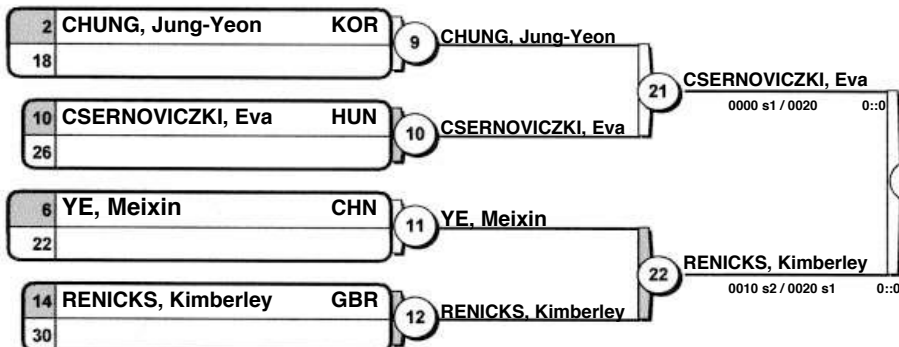 2 CHUNG, Jung-Yeon KOR
18
9 CHUNG, Jung-Yeon
10 CSERNOVICZKI, Eva HUN
26
10 CSERNOVICZKI, Eva
21 CSERNOVICZKI, Eva
0000 s1 / 0020 0::0
6 YE, Meixin CHN
22
11 YE, Meixin
14 RENICKS, Kimberley GBR
30
12 RENICKS, Kimberley
22 RENICKS, Kimberley
0010 s2 / 0020 s1 0::0